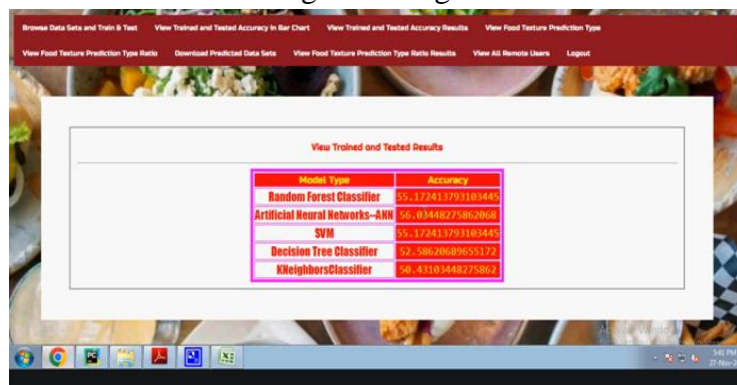 Browse Data Sets and Train & Test View Trained and Tested Accuracy in Bar Chart View Trained and Tested Accuracy Results View Food Texture Prediction Type
View Food Texture Prediction Type Ratio Download Predicted Data Sets View Food Texture Prediction Type Ratio Results View All Remote Users Logout
View Trained and Tested Results
Model Type Accuracy
Random Forest Classifier 55.172413793103445
Artificial Neural Networks--ANN 56.03448275862068
SVM 55.172413793103445
Decision Tree Classifier 52.58620689655172
KNeighborsClassifier 50.43103448275862
5:41 PM